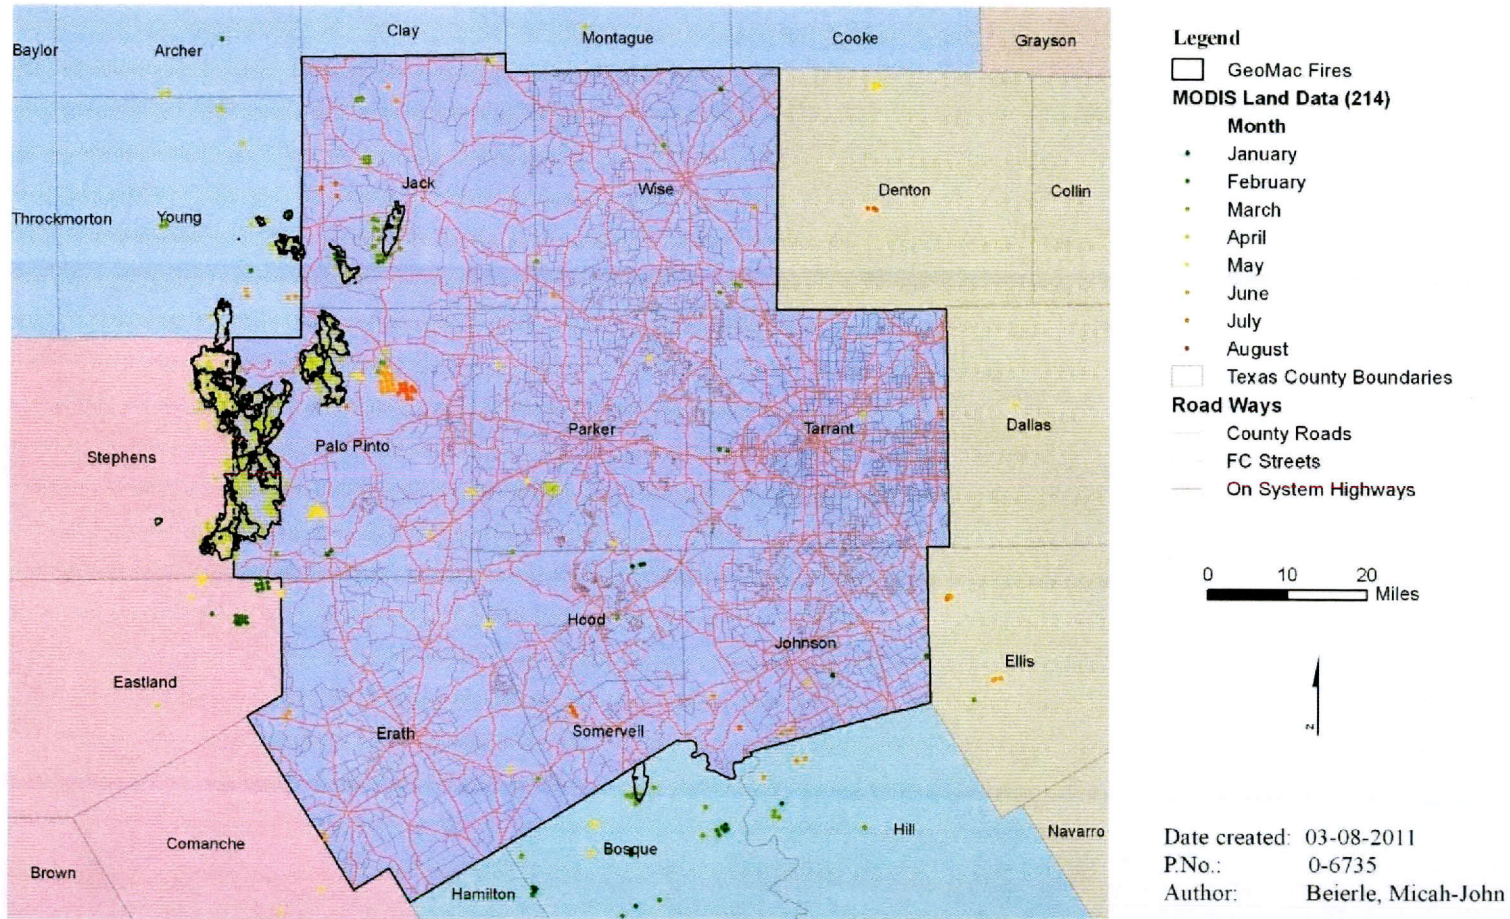 Clay
Montague
Cooke
Grayson
Baylor
Archer
Jack
Wise
Denton
Collin
Throckmorton
Young
Stephens
Palo Pinto
Parker
Tarrant
Dallas
Hood
Johnson
Ellis
Eastland
Erath
Somervell
Comanche
Bosque
Hill
Navarro
Brown
Hamilton
Legend
GeoMac Fires
MODIS Land Data (214)
Month
January
February
March
April
May
June
July
August
Texas County Boundaries
Road Ways
County Roads
FC Streets
On System Highways
0 10 20
Miles
N
Date created: 03-08-2011
P.No.: 0-6735
Author: Beierle, Micah-John